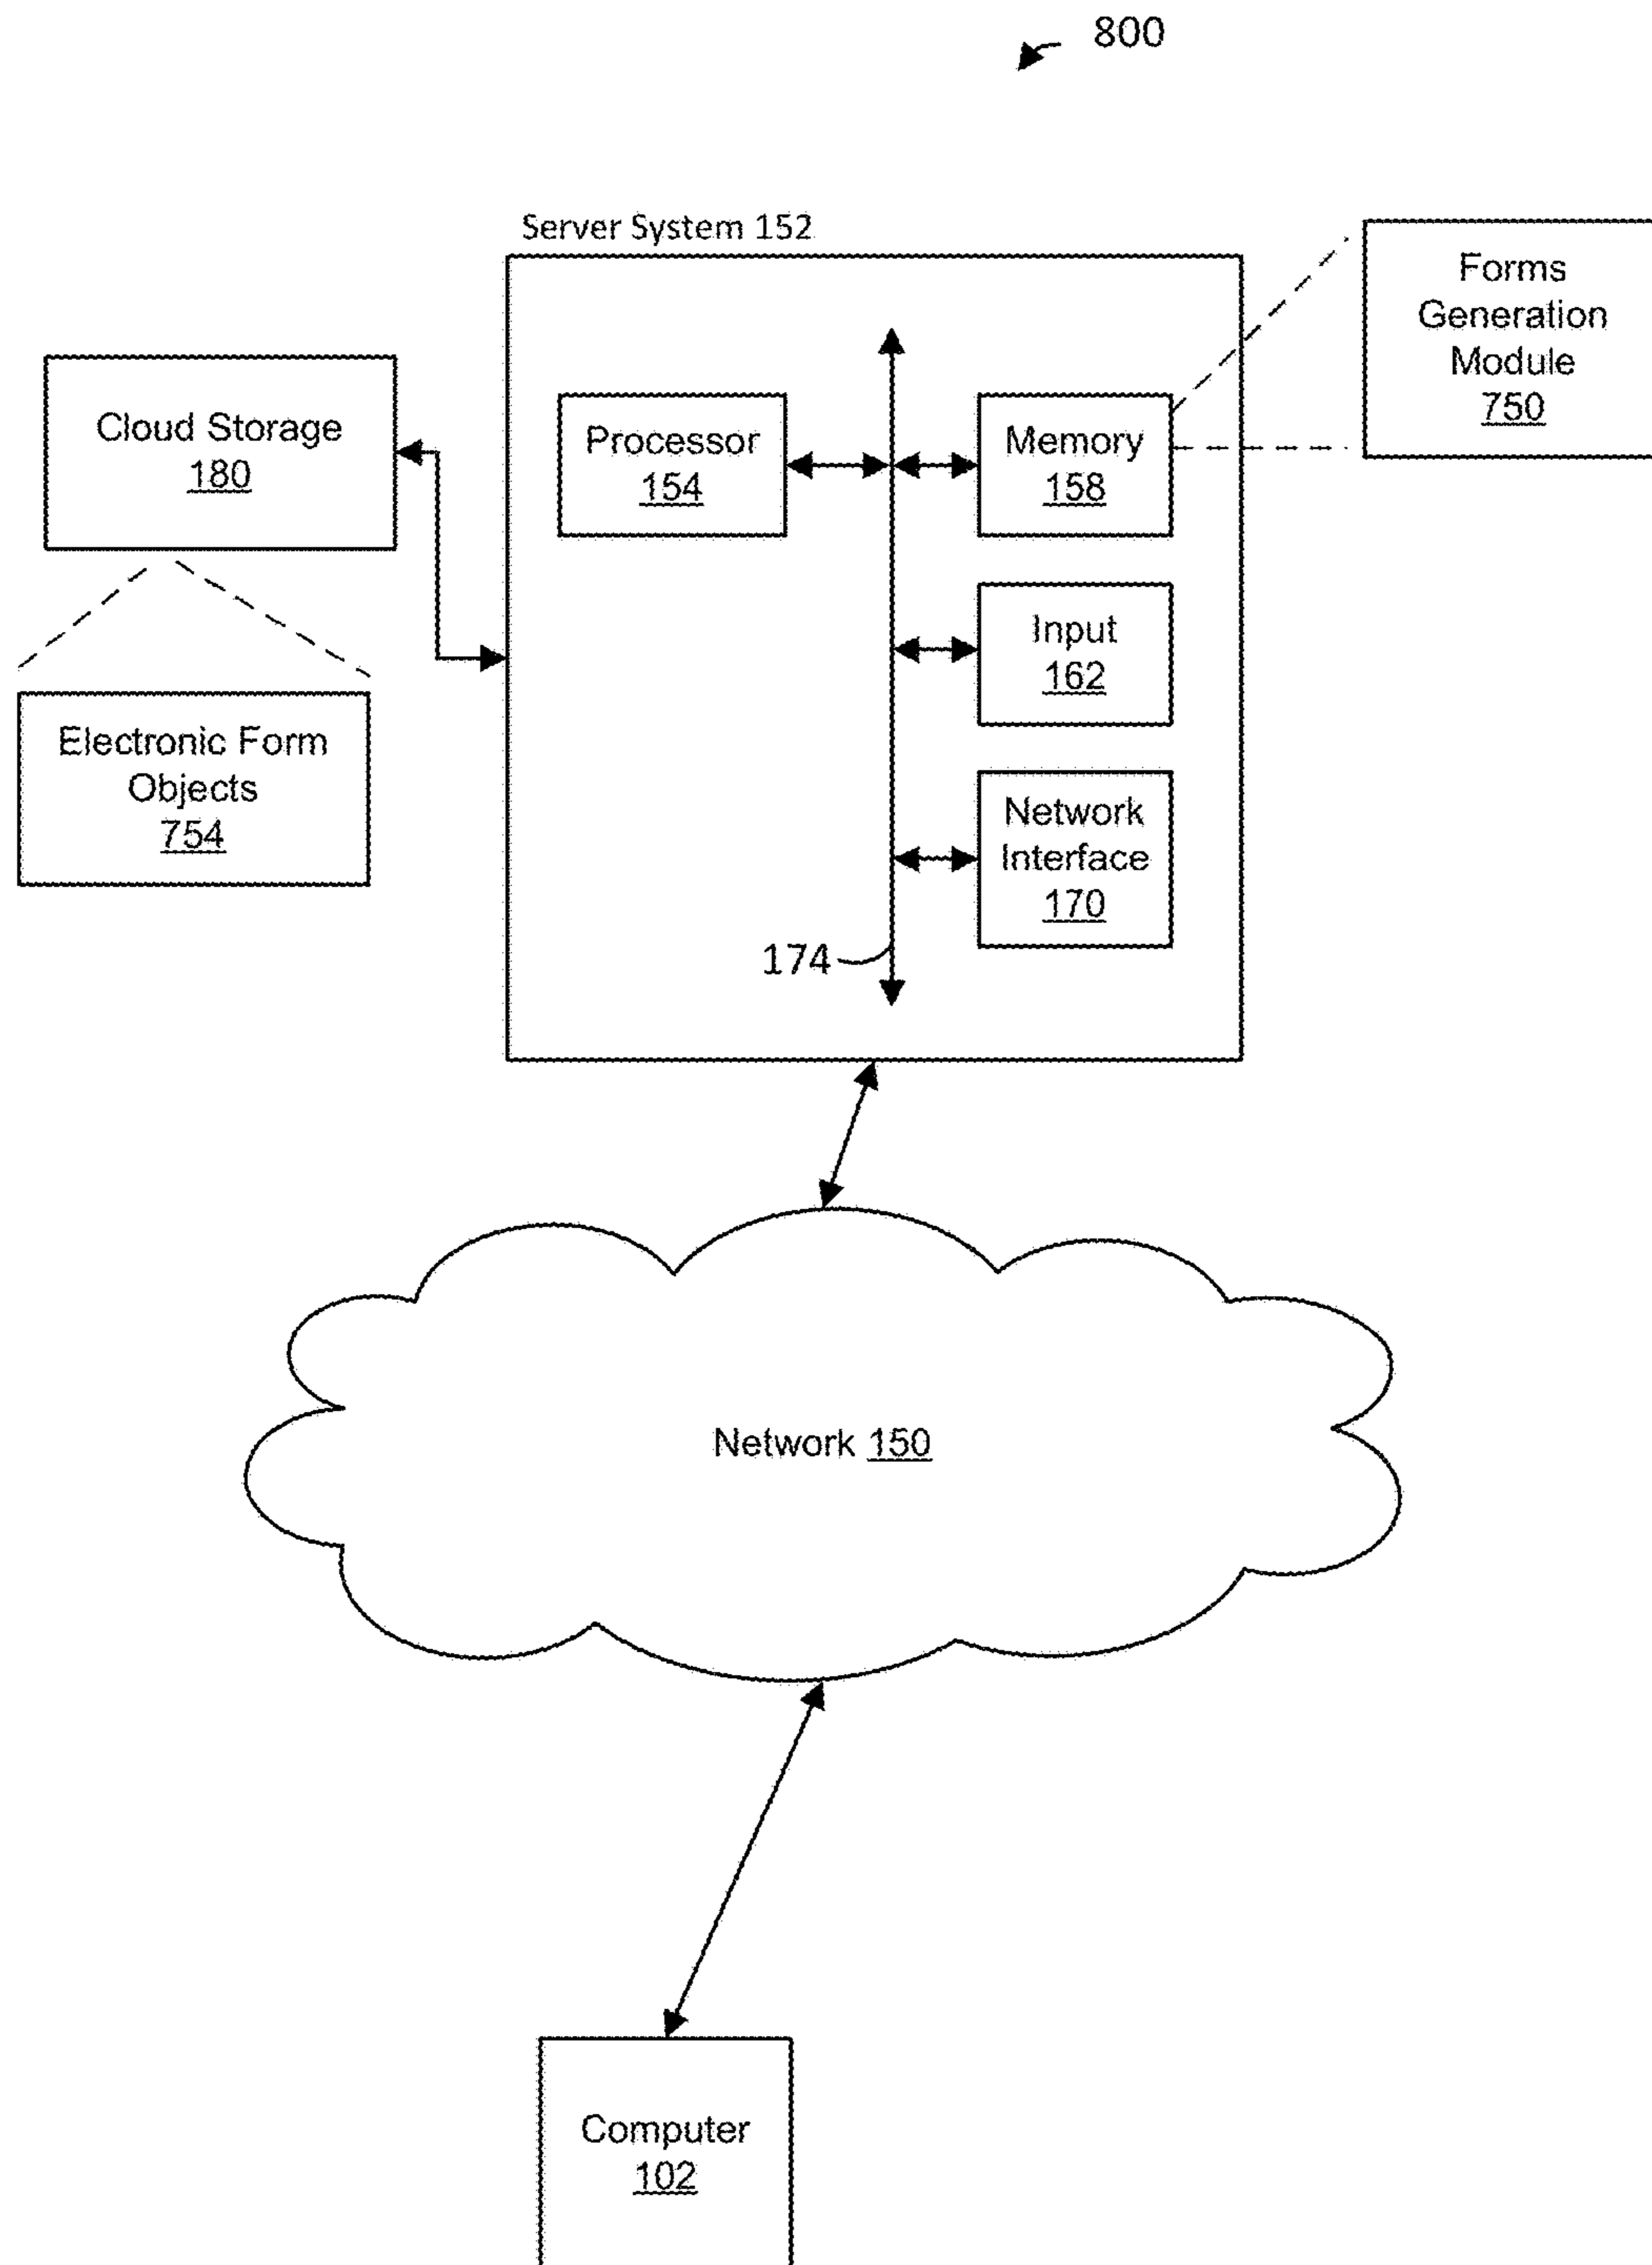 800
Server System 152
Forms
Generation
Module
750
Cloud Storage
180
Processor
154
Memory
158
Input
162
Electronic Form
Objects
754
Network
Interface
170
174
Network 150
Computer
102